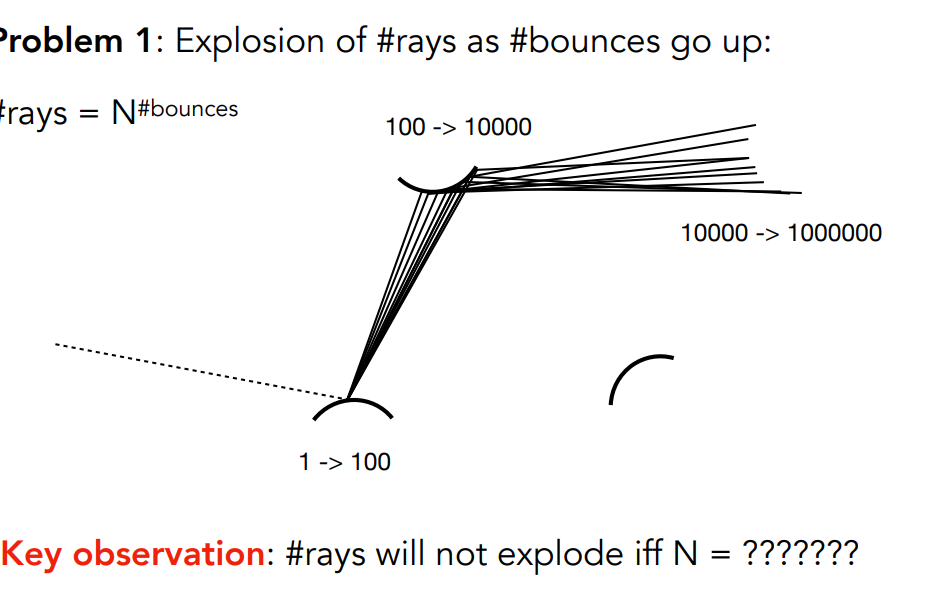 Problem 1: Explosion of #rays as #bounces go up:
#rays = N#bounces
100 -> 10000
10000 -> 1000000
1 -> 100
Key observation: #rays will not explode iff N = ???????